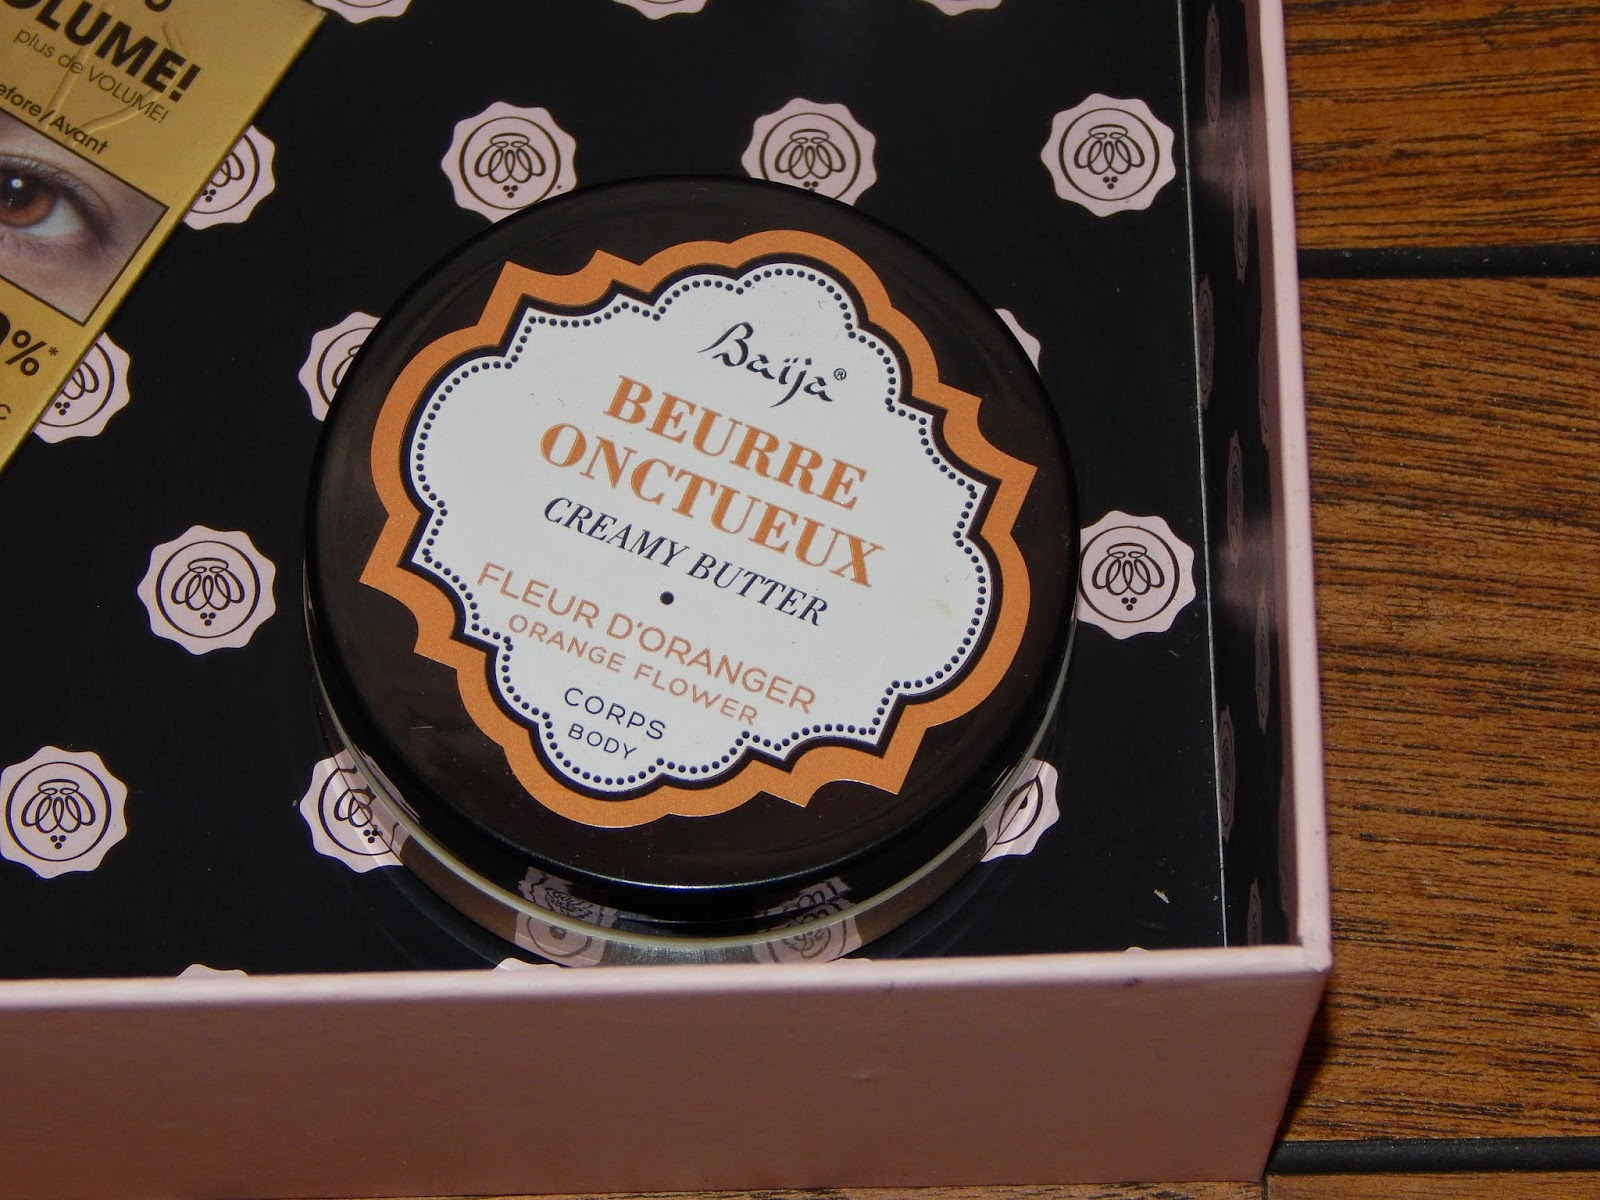 VOLUME!
plus de VOLUME!
Before/Avant
%*
Baïja®
BEURRE
ONCTUEUX
CREAMY BUTTER
FLEUR D'ORANGER
ORANGE FLOWER
CORPS
BODY